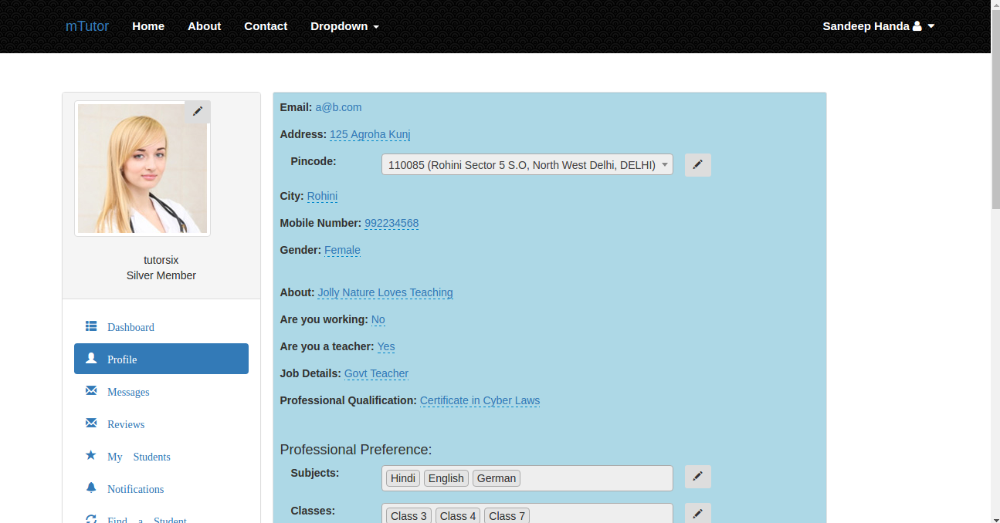 mTutor Home About Contact Dropdown Sandeep Handa
tutorsix
Silver Member
Dashboard
Profile
Messages
Reviews
My Students
Notifications
Find a Student
Email: a@b.com
Address: 125 Agroha Kunj
Pincode: 110085 (Rohini Sector 5 S.O, North West Delhi, DELHI)
City: Rohini
Mobile Number: 992234568
Gender: Female
About: Jolly Nature Loves Teaching
Are you working: No
Are you a teacher: Yes
Job Details: Govt Teacher
Professional Qualification: Certificate in Cyber Laws
Professional Preference:
Subjects: Hindi English German
Classes: Class 3 Class 4 Class 7